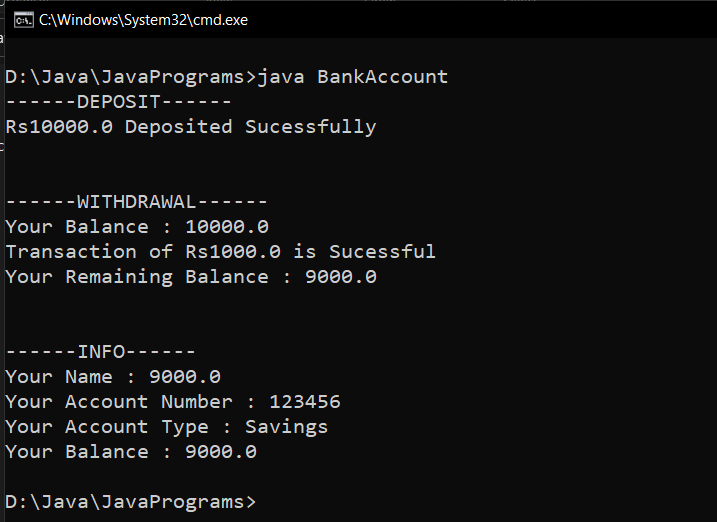 C:\Windows\System32\cmd.exe
D:\Java\JavaPrograms>java BankAccount
------DEPOSIT------
Rs10000.0 Deposited Sucessfully
------WITHDRAWAL------
Your Balance : 10000.0
Transaction of Rs1000.0 is Sucessful
Your Remaining Balance : 9000.0
------INFO------
Your Name : 9000.0
Your Account Number : 123456
Your Account Type : Savings
Your Balance : 9000.0
D:\Java\JavaPrograms>